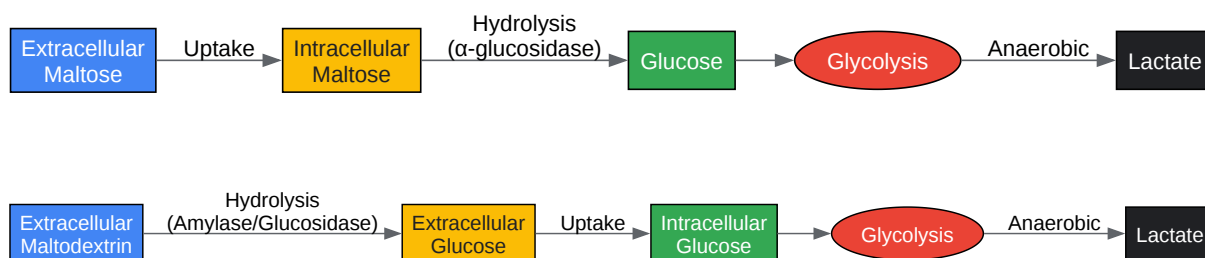 Extracellular
Maltose
Uptake
Intracellular
Maltose
Hydrolysis
(α-glucosidase)
Glucose
Glycolysis
Anaerobic
Lactate
Extracellular
Maltodextrin
Hydrolysis
(Amylase/Glucosidase)
Extracellular
Glucose
Uptake
Intracellular
Glucose
Glycolysis
Anaerobic
Lactate